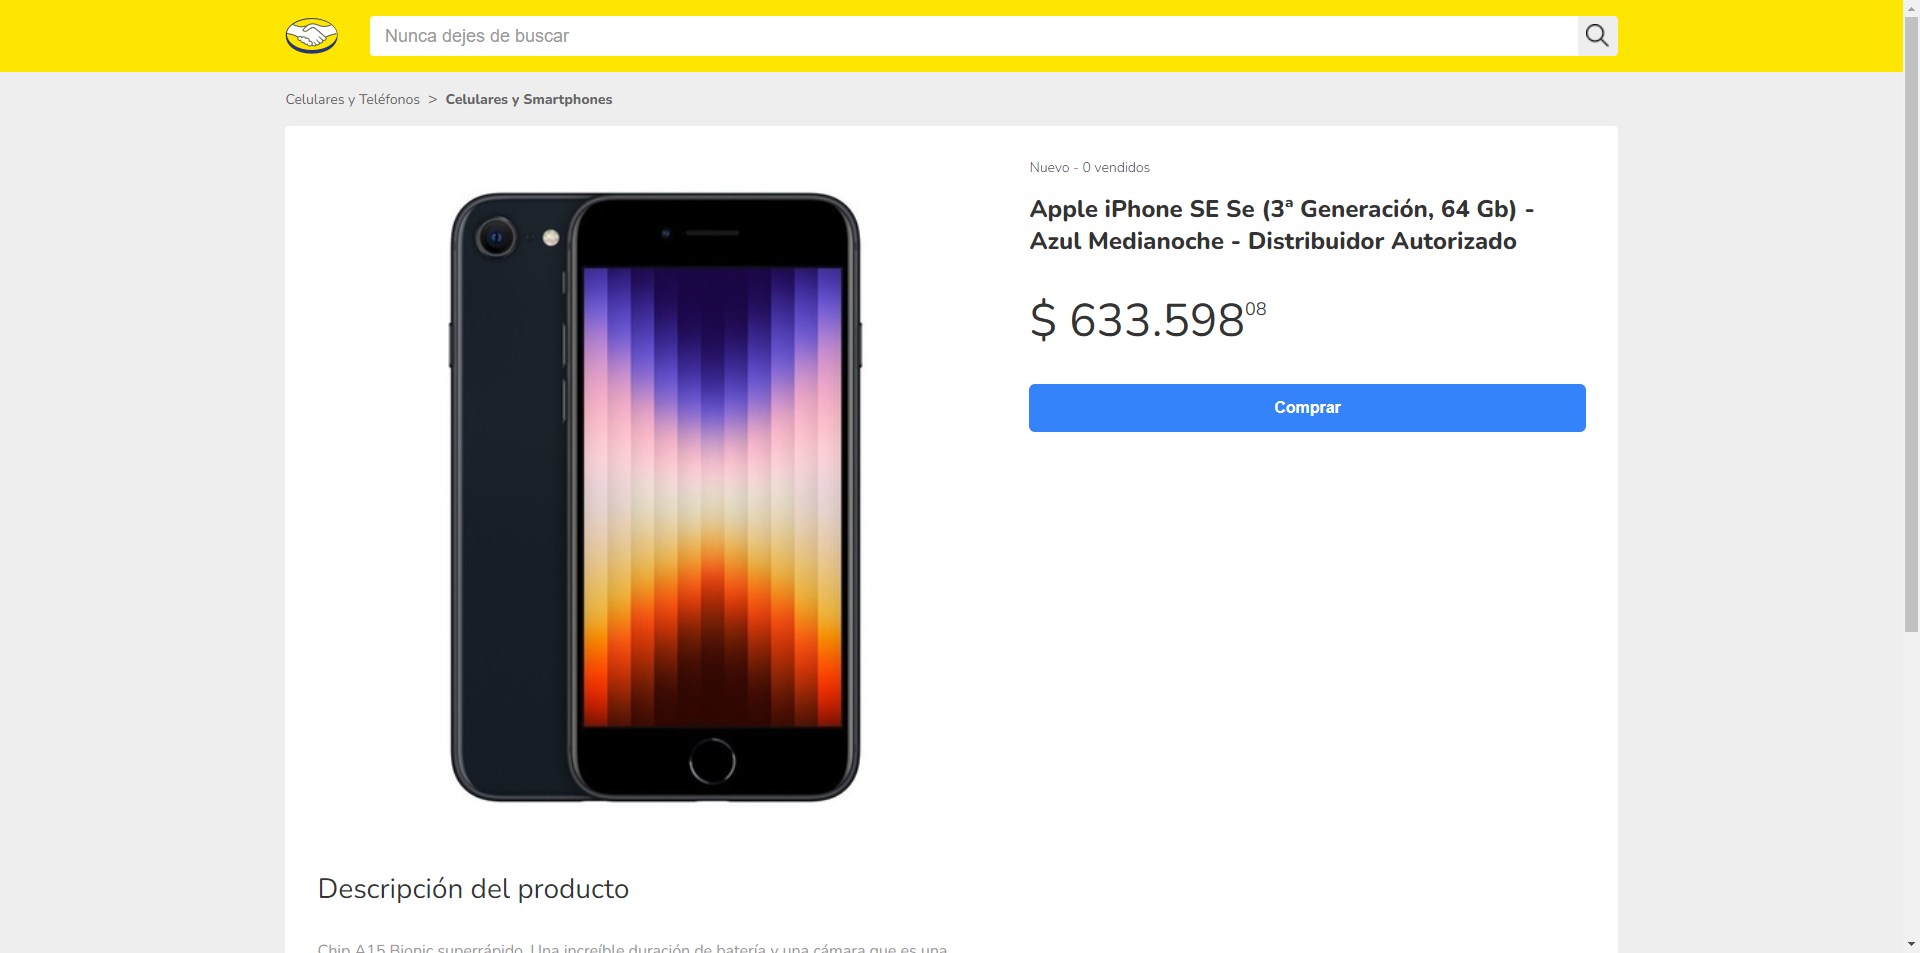 Nunca dejes de buscar
Celulares y Teléfonos > Celulares y Smartphones
Nuevo - 0 vendidos
Apple iPhone SE Se (3ª Generación, 64 Gb) -
Azul Medianoche - Distribuidor Autorizado
$ 633.598 08
Comprar
Descripción del producto
Chip A15 Bionic superrápido. Una increíble duración de batería y una cámara que es una